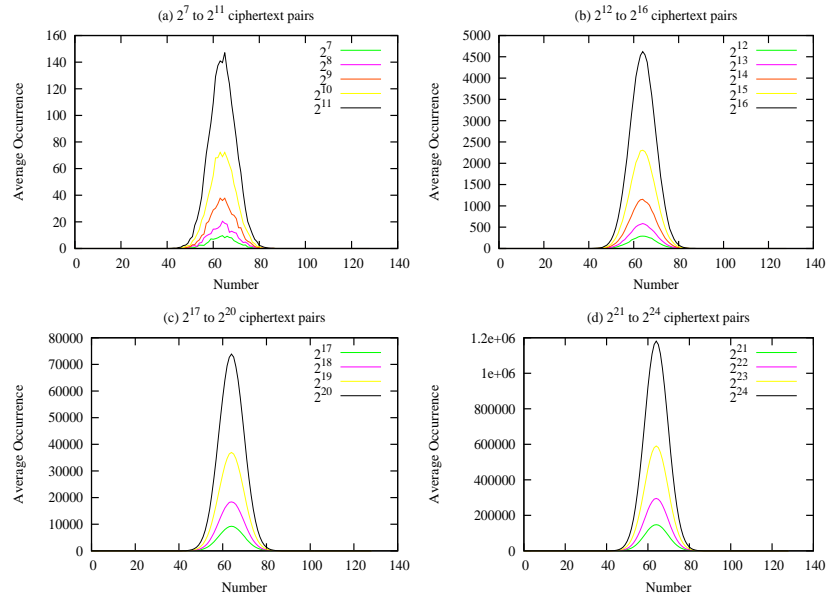 (a) 2^7 to 2^11 ciphertext pairs
160
140
120
100
80
60
40
20
0
Average Occurrence
0 20 40 60 80 100 120 140
Number
2^7
2^8
2^9
2^10
2^11
(b) 2^12 to 2^16 ciphertext pairs
5000
4500
4000
3500
3000
2500
2000
1500
1000
500
0
Average Occurrence
0 20 40 60 80 100 120 140
Number
2^12
2^13
2^14
2^15
2^16
(c) 2^17 to 2^20 ciphertext pairs
80000
70000
60000
50000
40000
30000
20000
10000
0
Average Occurrence
0 20 40 60 80 100 120 140
Number
2^17
2^18
2^19
2^20
(d) 2^21 to 2^24 ciphertext pairs
1.2e+06
1e+06
800000
600000
400000
200000
0
Average Occurrence
0 20 40 60 80 100 120 140
Number
2^21
2^22
2^23
2^24